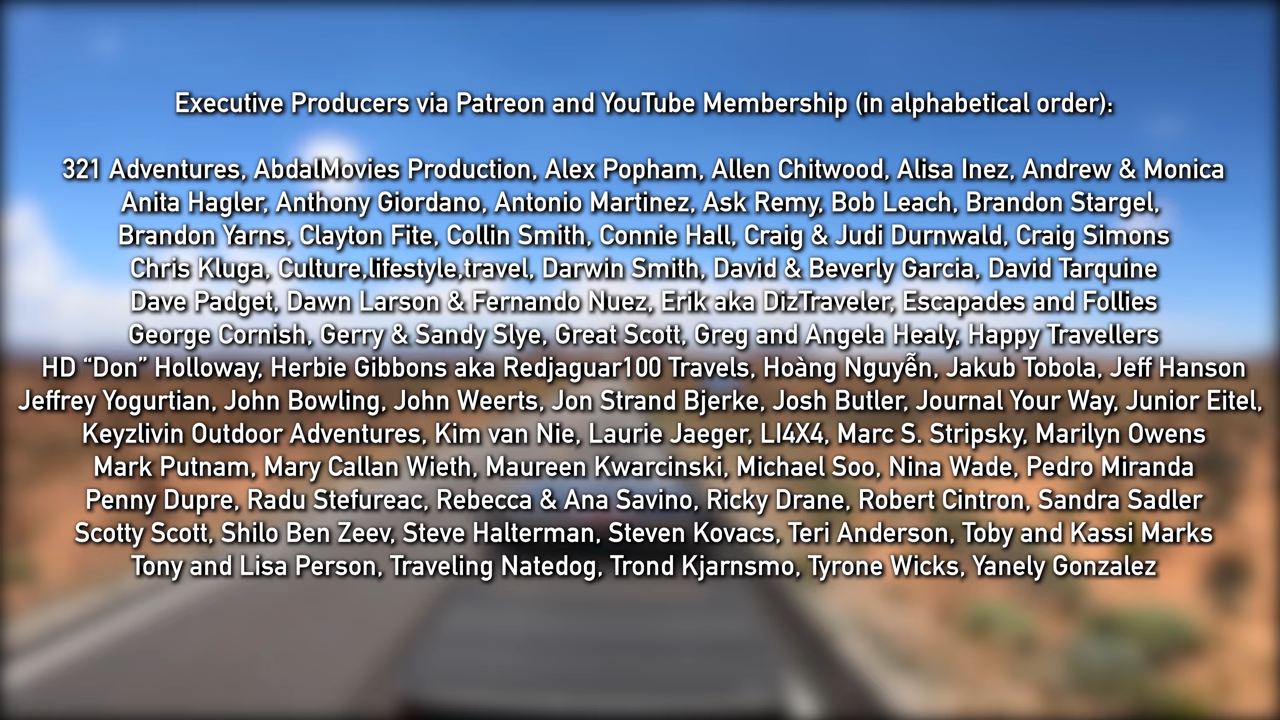 Executive Producers via Patreon and YouTube Membership (in alphabetical order):
321 Adventures, AbdalMovies Production, Alex Popham, Allen Chitwood, Alisa Inez, Andrew & Monica
Anita Hagler, Anthony Giordano, Antonio Martinez, Ask Remy, Bob Leach, Brandon Stargel,
Brandon Yarns, Clayton Fite, Collin Smith, Connie Hall, Craig & Judi Durnwald, Craig Simons
Chris Kluga, Culture,lifestyle,travel, Darwin Smith, David & Beverly Garcia, David Tarquine
Dave Padget, Dawn Larson & Fernando Nuez, Erik aka DizTraveler, Escapades and Follies
George Cornish, Gerry & Sandy Slye, Great Scott, Greg and Angela Healy, Happy Travellers
HD “Don” Holloway, Herbie Gibbons aka Redjaguar100 Travels, Hoàng Nguyễn, Jakub Tobola, Jeff Hanson
Jeffrey Yogurtian, John Bowling, John Weerts, Jon Strand Bjerke, Josh Butler, Journal Your Way, Junior Eitel,
Keyzlivin Outdoor Adventures, Kim van Nie, Laurie Jaeger, LI4X4, Marc S. Stripsky, Marilyn Owens
Mark Putnam, Mary Callan Wieth, Maureen Kwarcinski, Michael Soo, Nina Wade, Pedro Miranda
Penny Dupre, Radu Stefureac, Rebecca & Ana Savino, Ricky Drane, Robert Cintron, Sandra Sadler
Scotty Scott, Shilo Ben Zeev, Steve Halterman, Steven Kovacs, Teri Anderson, Toby and Kassi Marks
Tony and Lisa Person, Traveling Natedog, Trond Kjarnsmo, Tyrone Wicks, Yanely Gonzalez